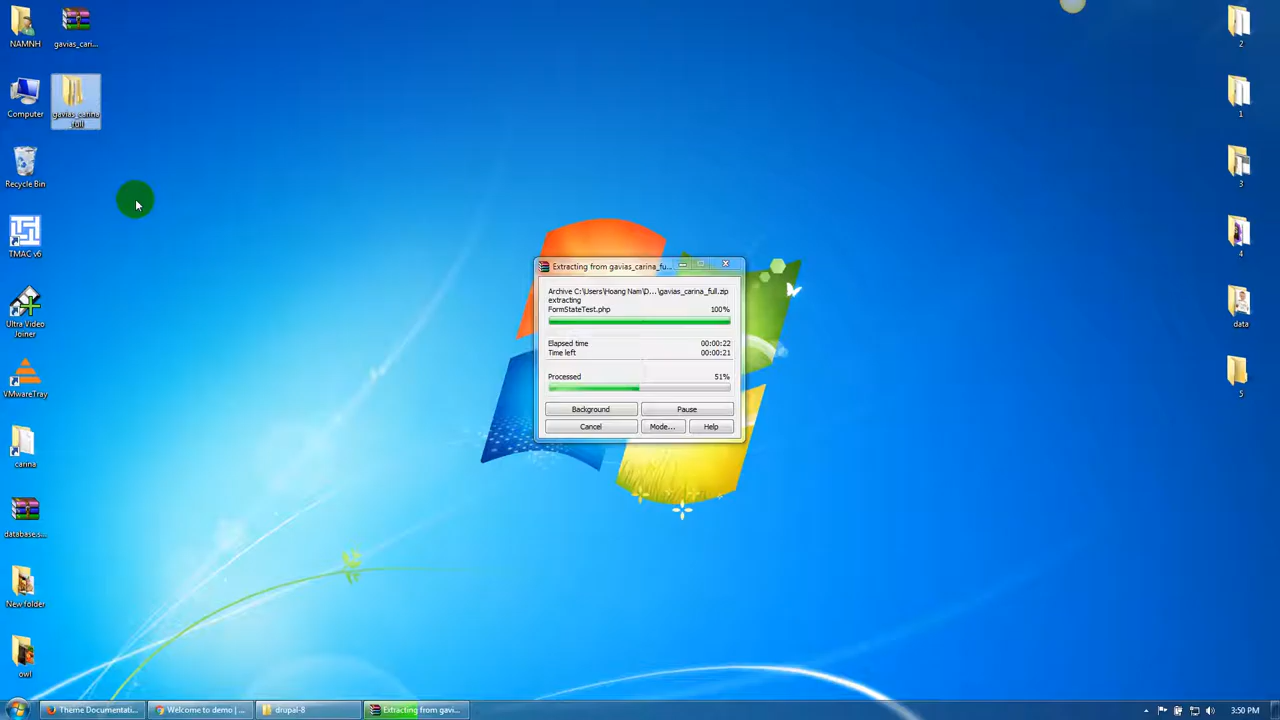 NAMNH
gavias_cari...
Computer
gavias_carina
full
Recycle Bin
TMAC v6
Ultra Video
Joiner
VMwareTray
carina
database.s...
New folder
owl
Extracting from gavias_carina_fu...
Archive C:\Users\Hoang Nam\D...\gavias_carina_full.zip
extracting
FormStateTest.php 100%
Elapsed time 00:00:22
Time left 00:00:21
Processed 51%
Background Pause
Cancel Mode... Help
2
1
3
4
data
5
Theme Documentati... Welcome to demo | ... drupal-8 Extracting from gavi... 3:50 PM